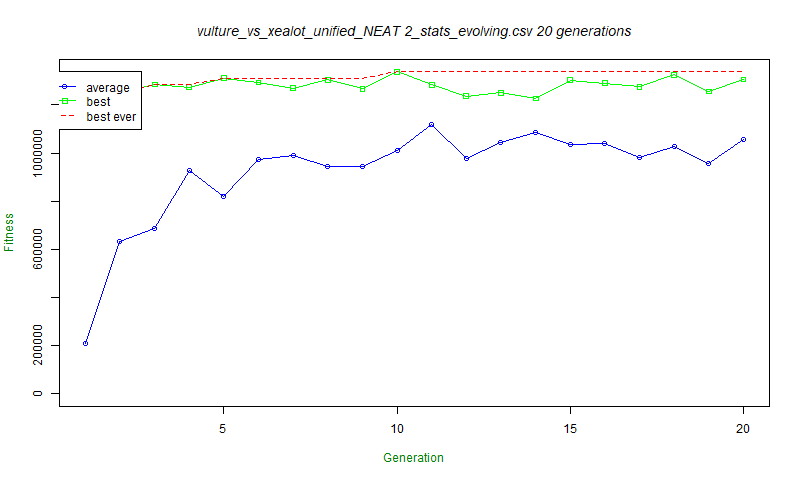 vulture_vs_xealot_unified_NEAT 2_stats_evolving.csv 20 generations
average
best
best ever
Fitness
1000000
600000
200000
0
5 10 15 20
Generation